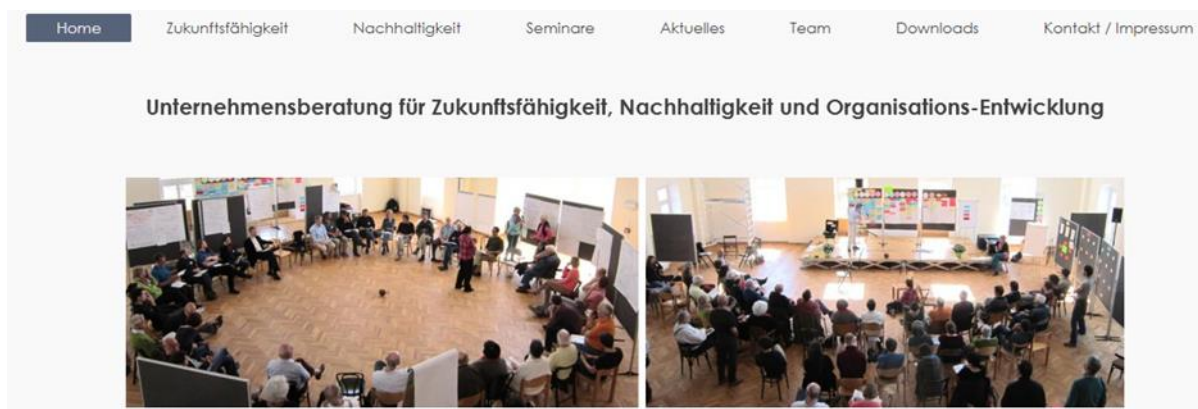 Home Zukunftsfähigkeit Nachhaltigkeit Seminare Aktuelles Team Downloads Kontakt / Impressum
Unternehmensberatung für Zukunftsfähigkeit, Nachhaltigkeit und Organisations-Entwicklung